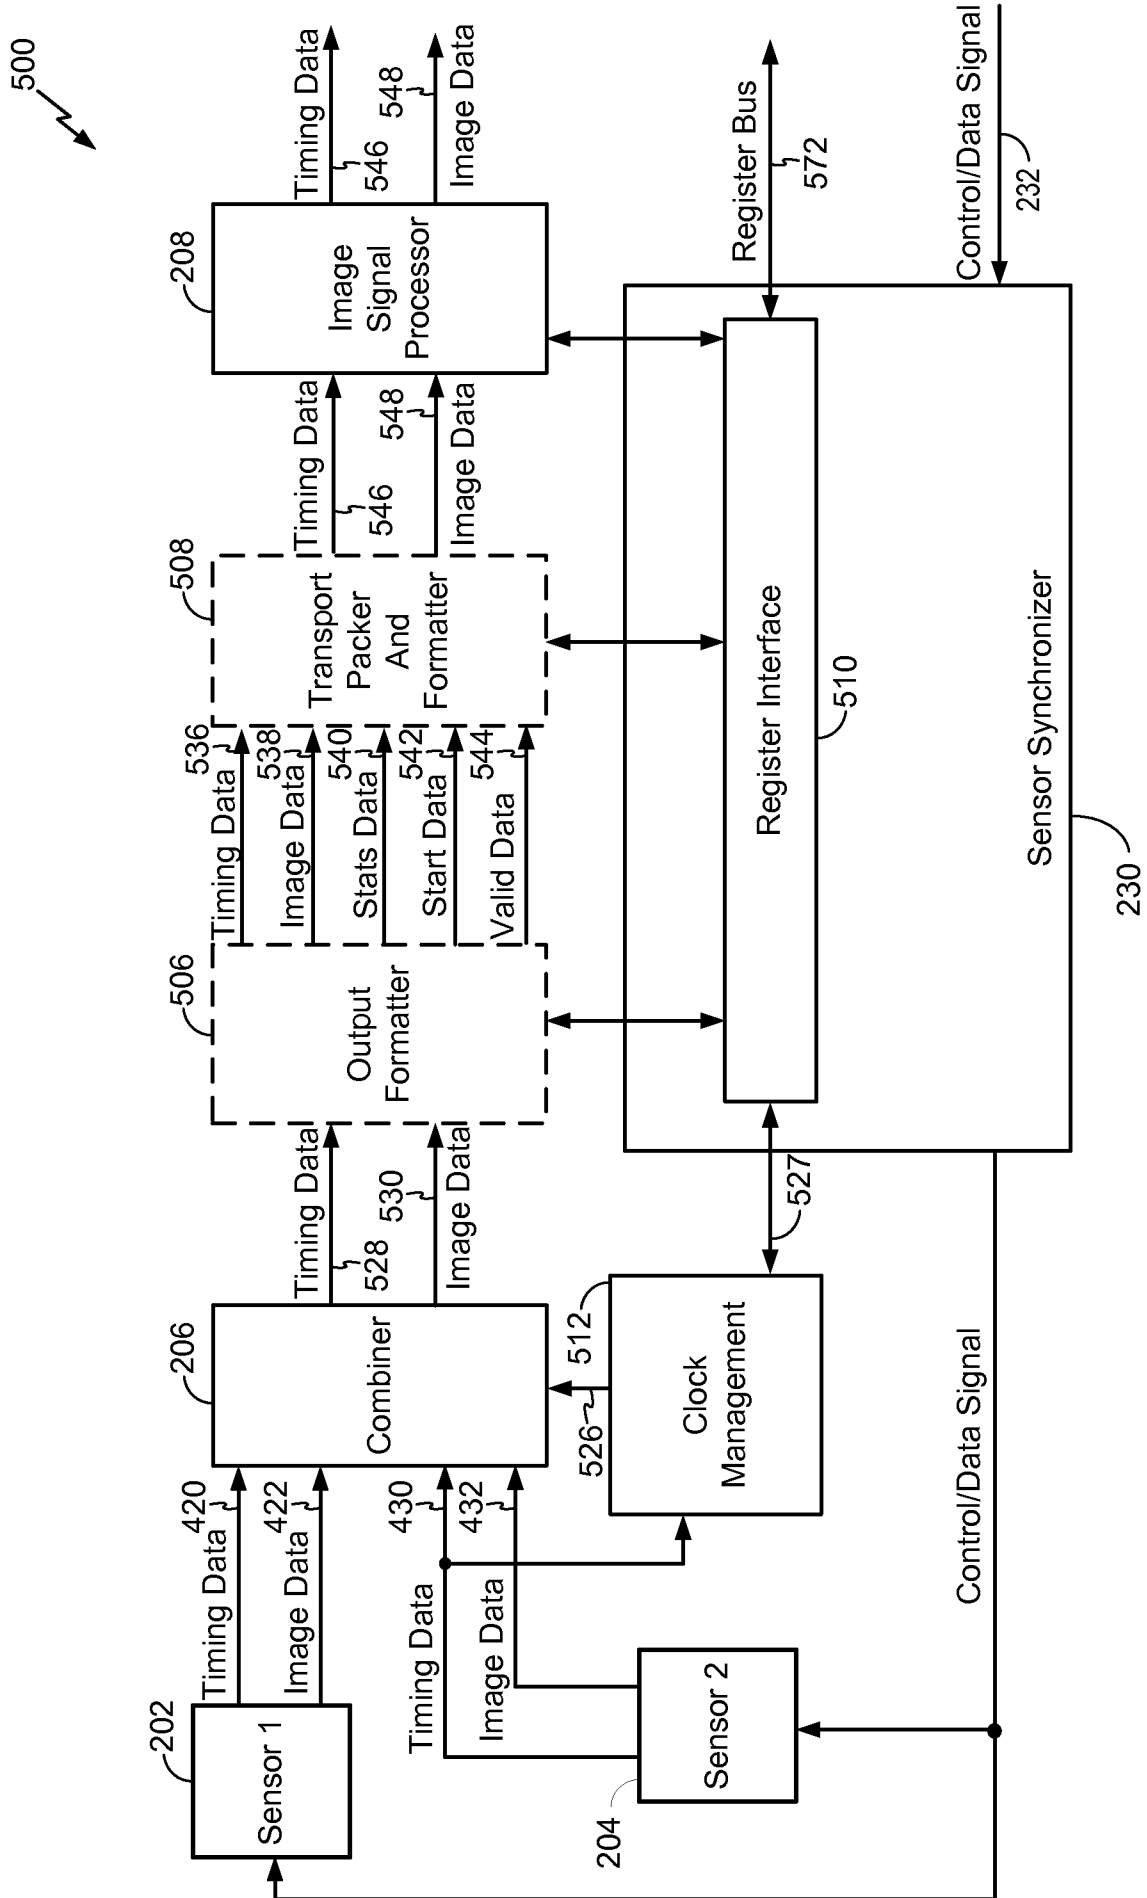 500
202
Sensor 1
Timing Data
420
Image Data
422
204
Sensor 2
Timing Data
430
Image Data
432
206
Combiner
526
512
Clock
Management
527
Timing Data
528
530
Image Data
506
Output
Formatter
Timing Data
536
Image Data
538
Stats Data
540
Start Data
542
Valid Data
544
508
Transport
Packer
And
Formatter
Timing Data
546
548
Image Data
208
Image
Signal
Processor
Timing Data
546
548
Image Data
Register Interface
510
Register Bus
572
Sensor Synchronizer
230
Control/Data Signal
232
Control/Data Signal